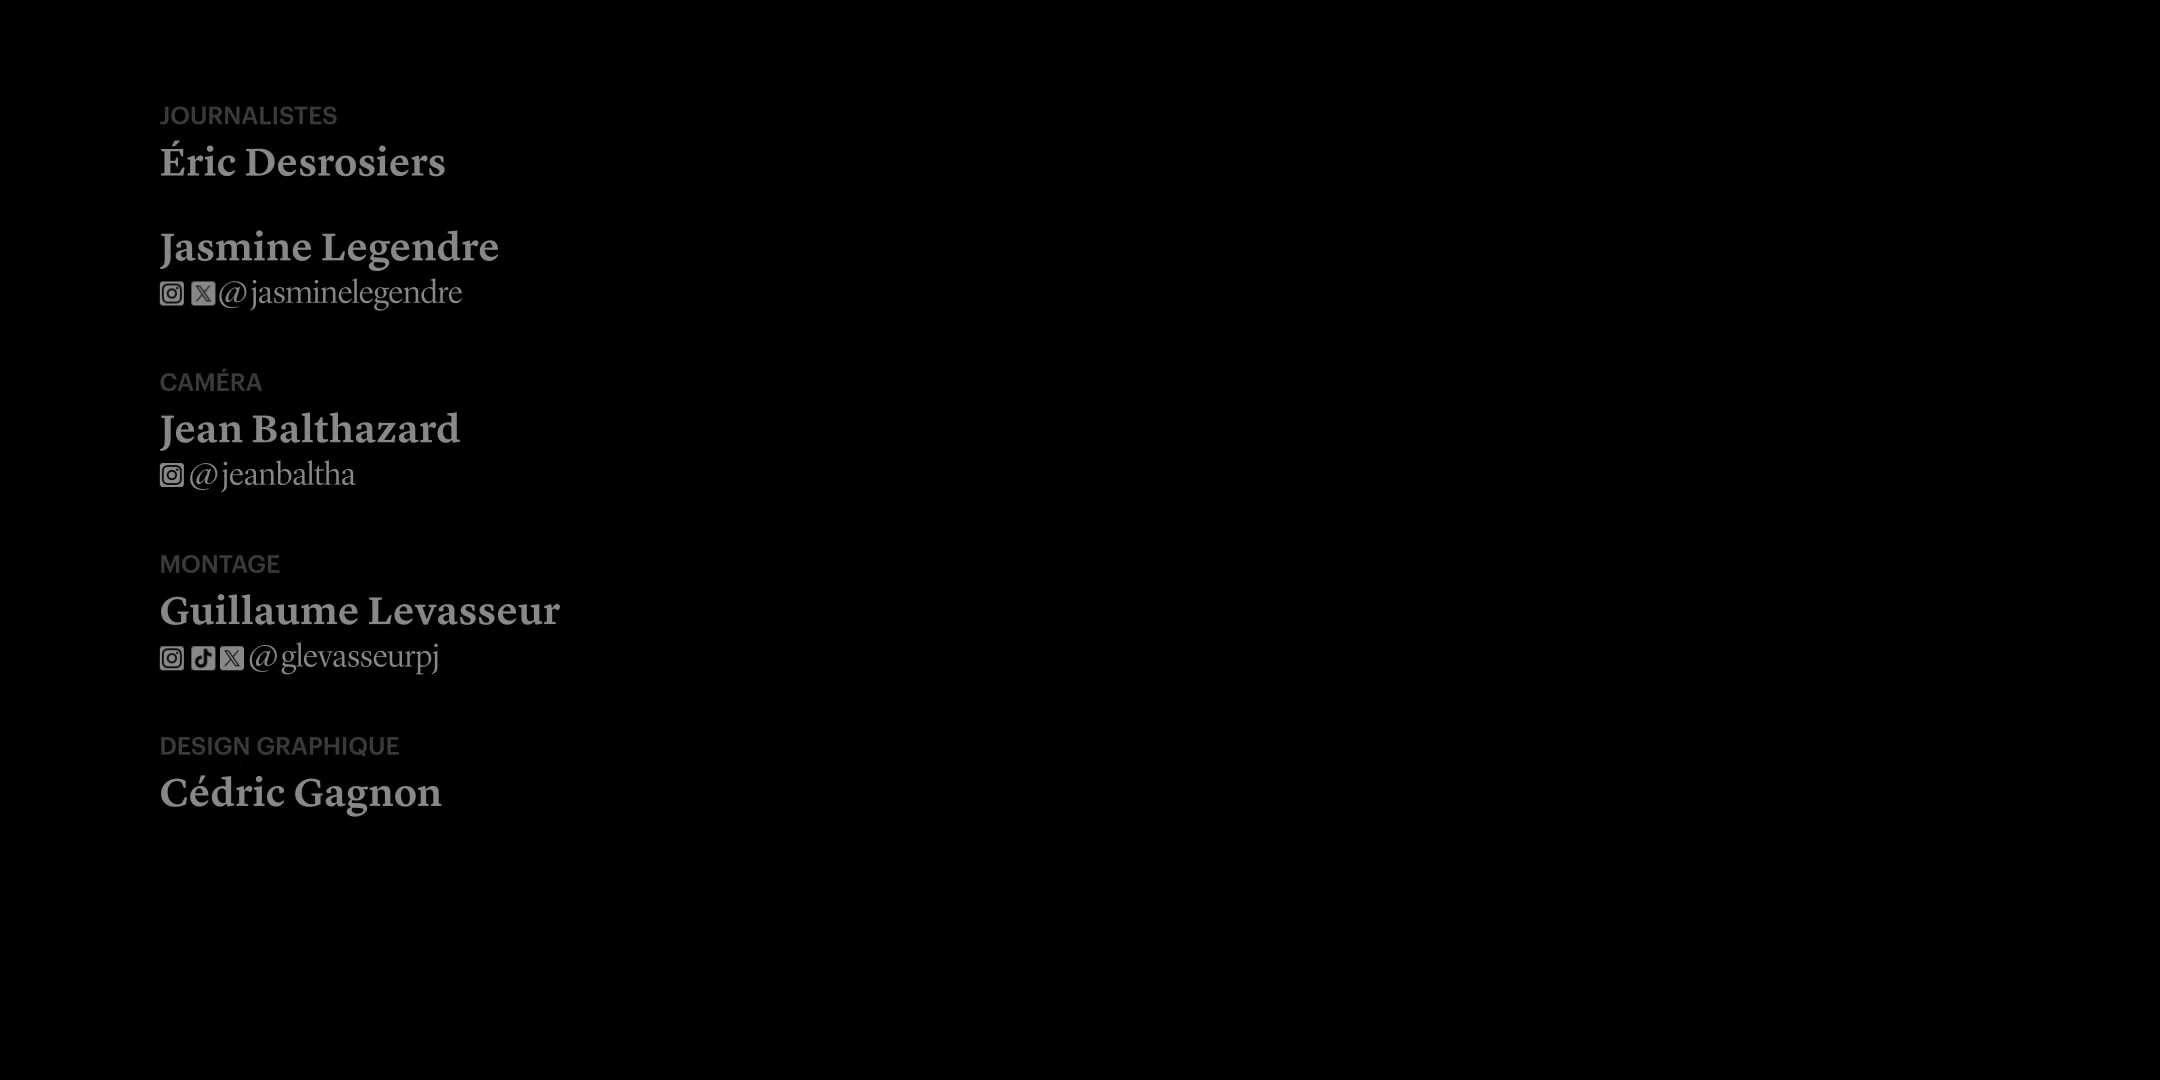 JOURNALISTES
Éric Desrosiers
Jasmine Legendre
@jasminelegendre
CAMÉRA
Jean Balthazard
@jeanbaltha
MONTAGE
Guillaume Levasseur
@glevasseurpj
DESIGN GRAPHIQUE
Cédric Gagnon